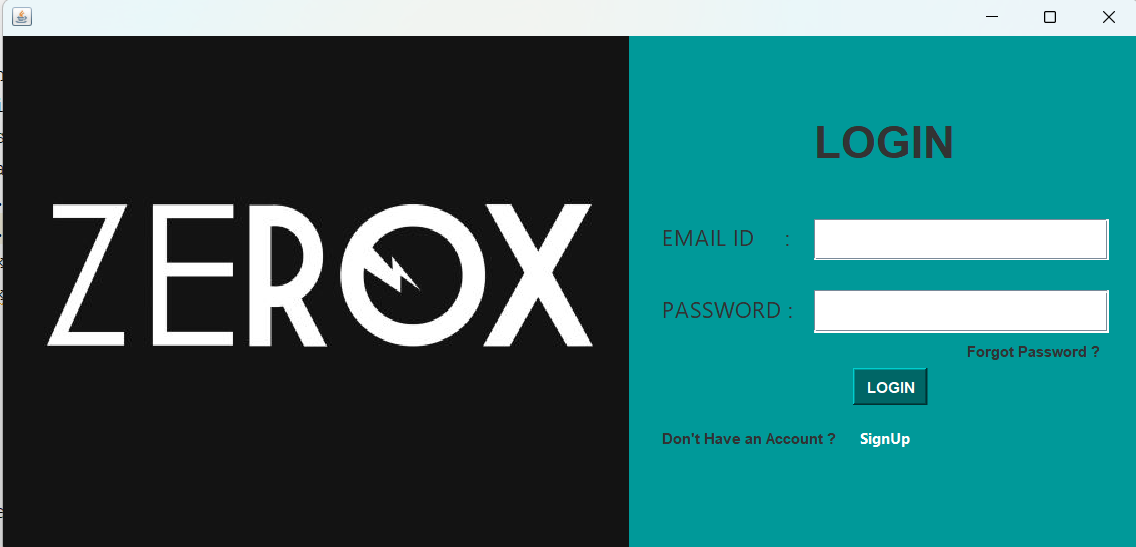 ZEROX
LOGIN
EMAIL ID :
PASSWORD :
Forgot Password ?
LOGIN
Don't Have an Account ? SignUp